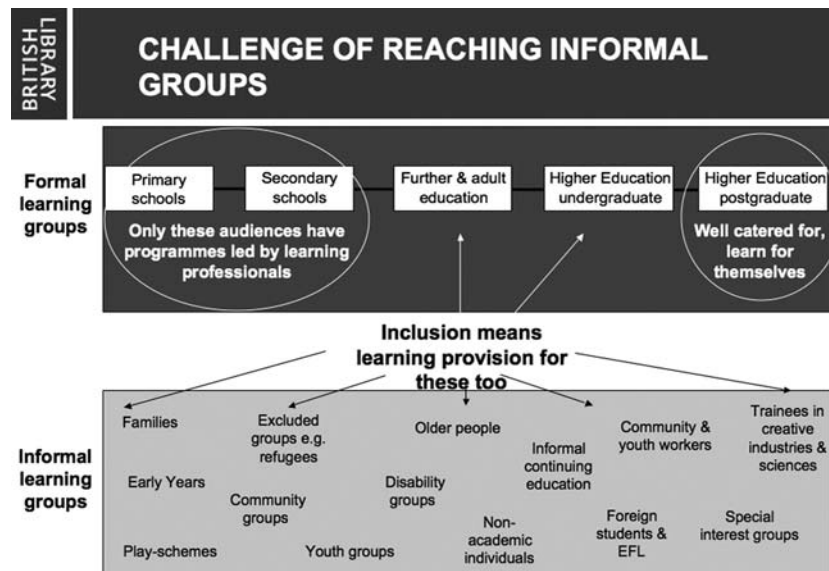 BRITISH
LIBRARY
CHALLENGE OF REACHING INFORMAL
GROUPS
Formal
learning
groups
Primary
schools
Secondary
schools
Further & adult
education
Higher Education
undergraduate
Higher Education
postgraduate
Only these audiences have
programmes led by learning
professionals
Well catered for,
learn for
themselves
Inclusion means
learning provision for
these too
Informal
learning
groups
Families
Excluded
groups e.g.
refugees
Older people
Informal
continuing
education
Community &
youth workers
Trainees in
creative
industries &
sciences
Early Years
Community
groups
Disability
groups
Non-
academic
individuals
Foreign
students &
EFL
Special
interest groups
Play-schemes
Youth groups